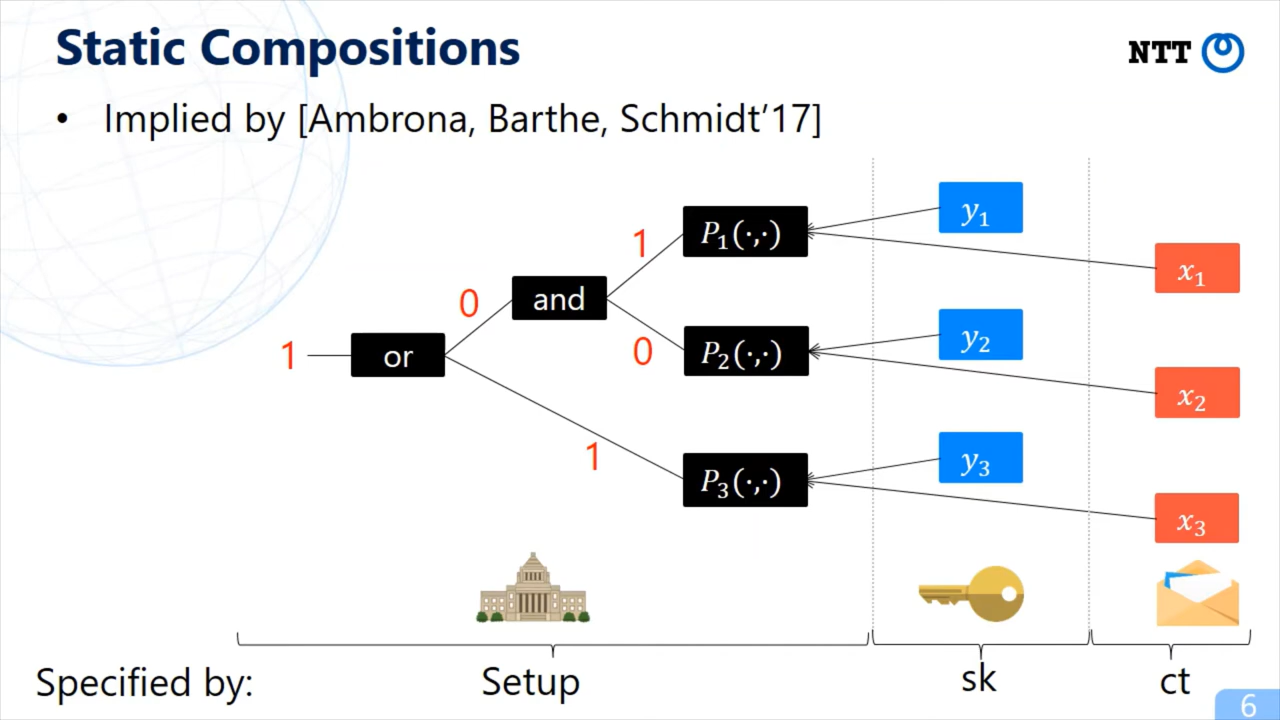 Static Compositions
NTT
• Implied by [Ambrona, Barthe, Schmidt’17]
y₁
P₁(·,·)
1
x₁
0
and
y₂
1
or
0
P₂(·,·)
x₂
1
y₃
P₃(·,·)
x₃
Specified by:
Setup
sk
ct
6